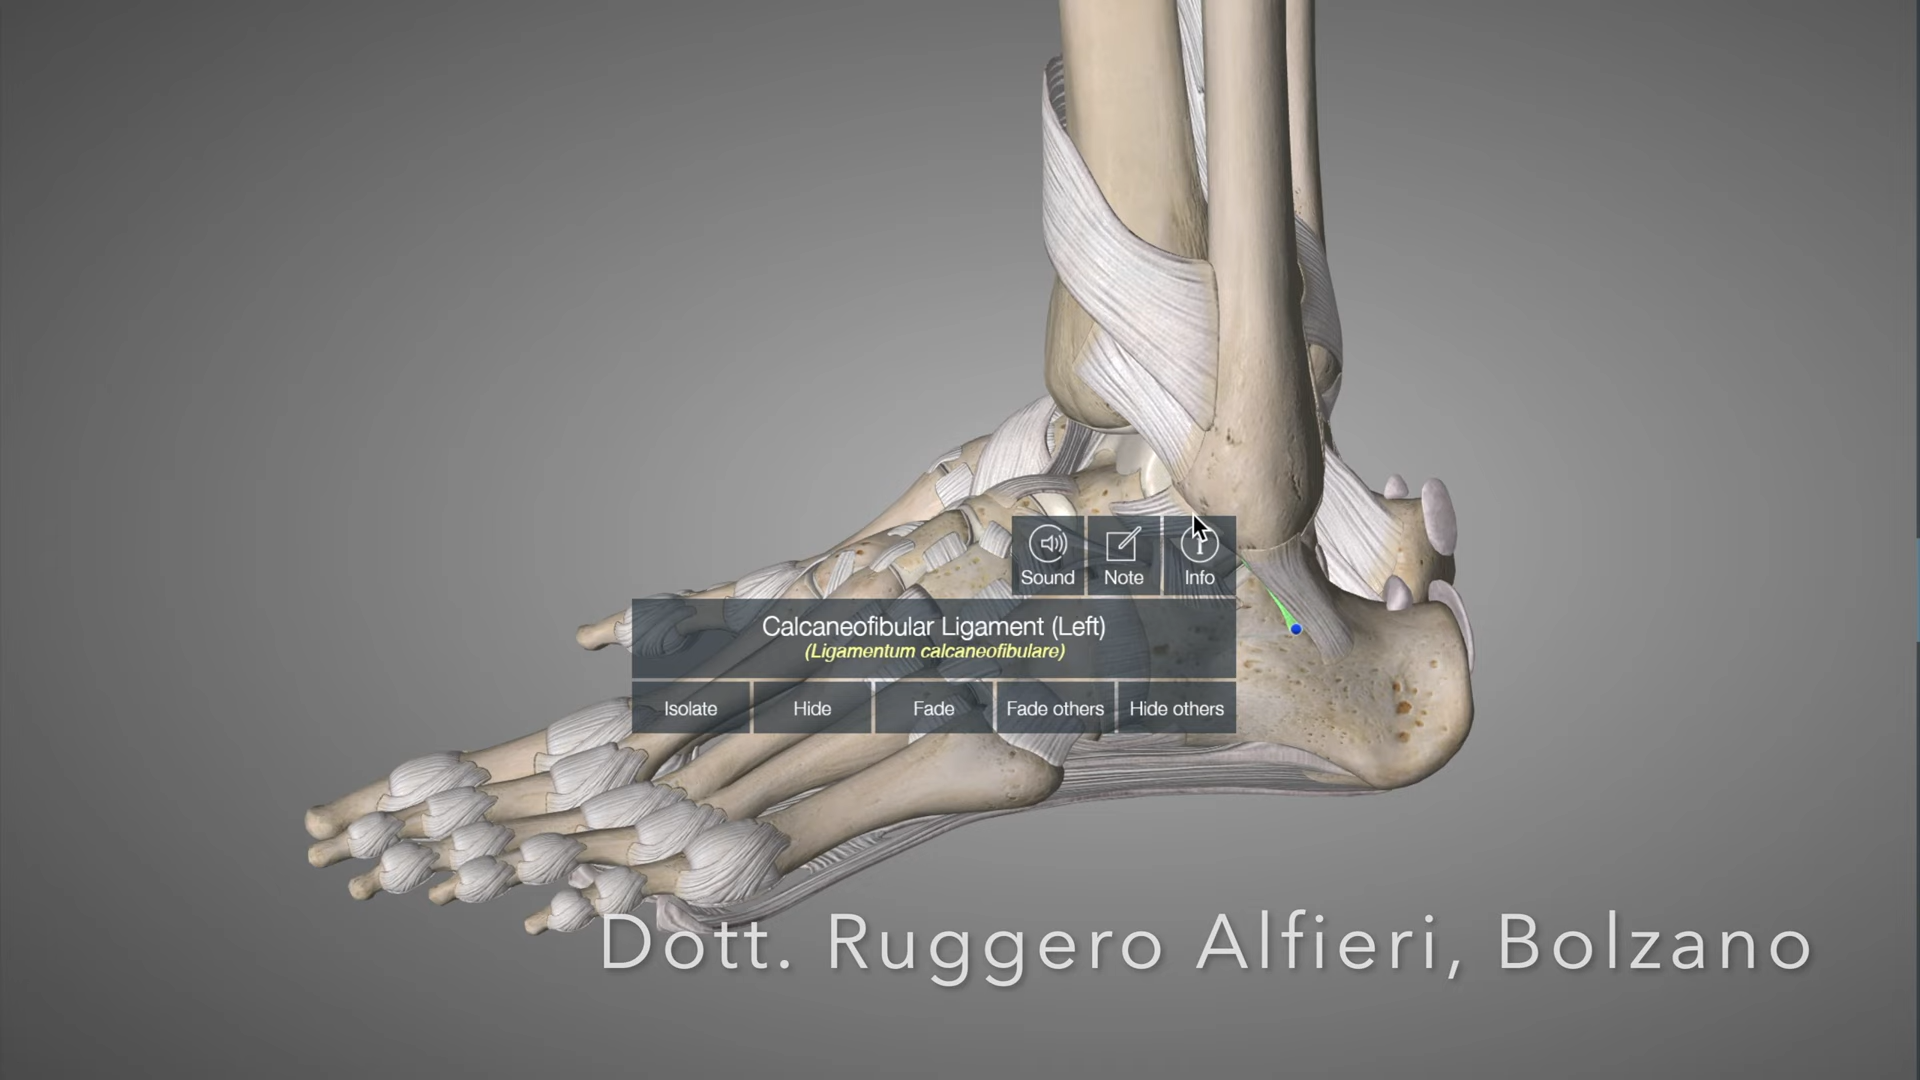 Sound Note Info
Calcaneofibular Ligament (Left)
(Ligamentum calcaneofibulare)
Isolate Hide Fade Fade others Hide others
Dott. Ruggero Alfieri, Bolzano